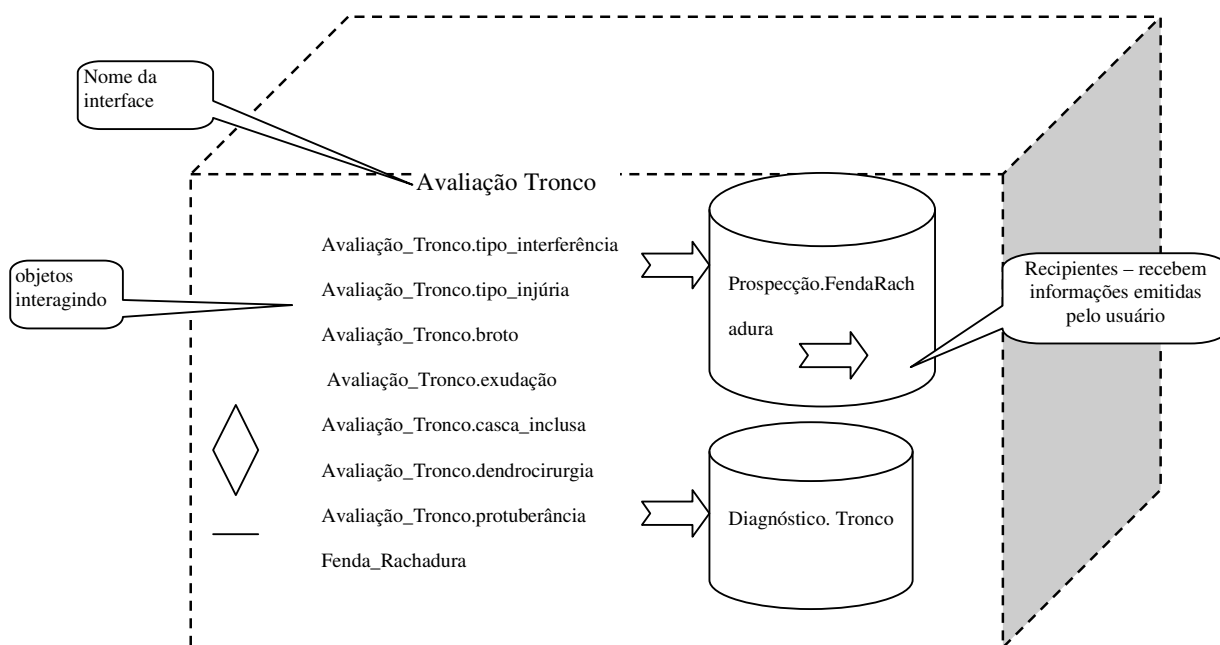 Nome da
interface
Avaliação Tronco
Avaliação_Tronco.tipo_interferência
objetos
interagindo
Avaliação_Tronco.tipo_injúria
Avaliação_Tronco.broto
Avaliação_Tronco.exudação
Avaliação_Tronco.casca_inclusa
Avaliação_Tronco.dendrocirurgia
Avaliação_Tronco.protuberância
Fenda_Rachadura
Prospecção.FendaRach
adura
Recipientes – recebem
informações emitidas
pelo usuário
Diagnóstico. Tronco